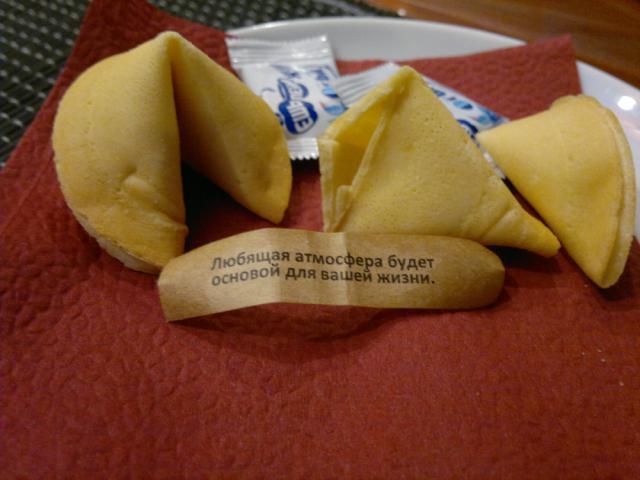 Любящая атмосфера будет
основой для вашей жизни.